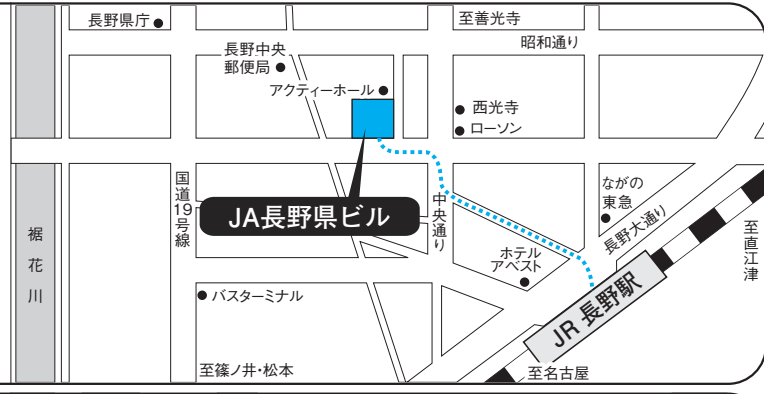 長野県庁
至善光寺
昭和通り
長野中央
郵便局
アクティーホール
西光寺
ローソン
国道19号線
JA長野県ビル
中央通り
ながの
東急
長野大通り
至直江津
裾花川
ホテル
アベスト
バスターミナル
JR 長野駅
至篠ノ井・松本
至名古屋